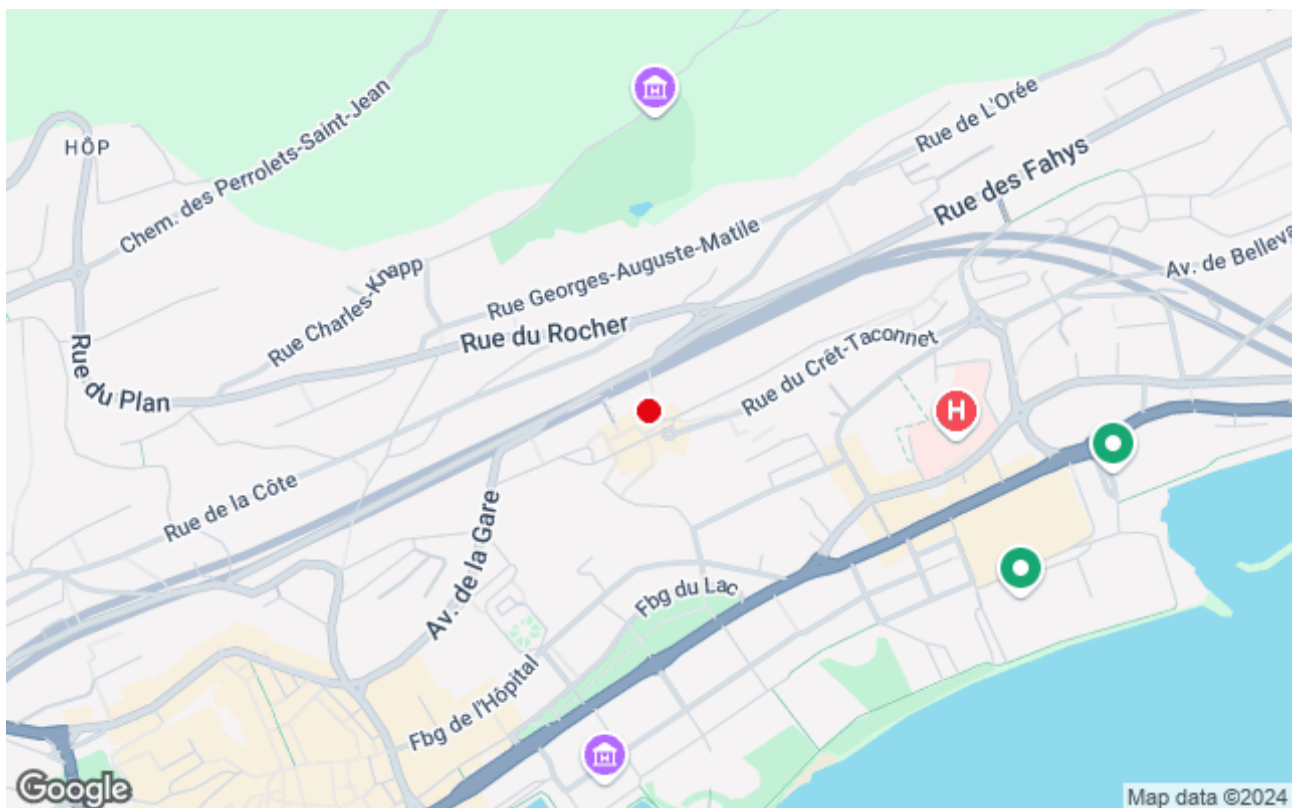 HÔP
Chem. des Perrolets-Saint-Jean
Rue de L'Orée
Rue des Fahys
Rue Georges-Auguste-Matile
Av. de Belleva
Rue Charles-Knapp
Rue du Rocher
Rue du Plan
Rue du Crêt-Taconnet
H
Rue de la Côte
Av. de la Gare
Fbg du Lac
Fbg de l'Hôpital
Google
Map data ©2024